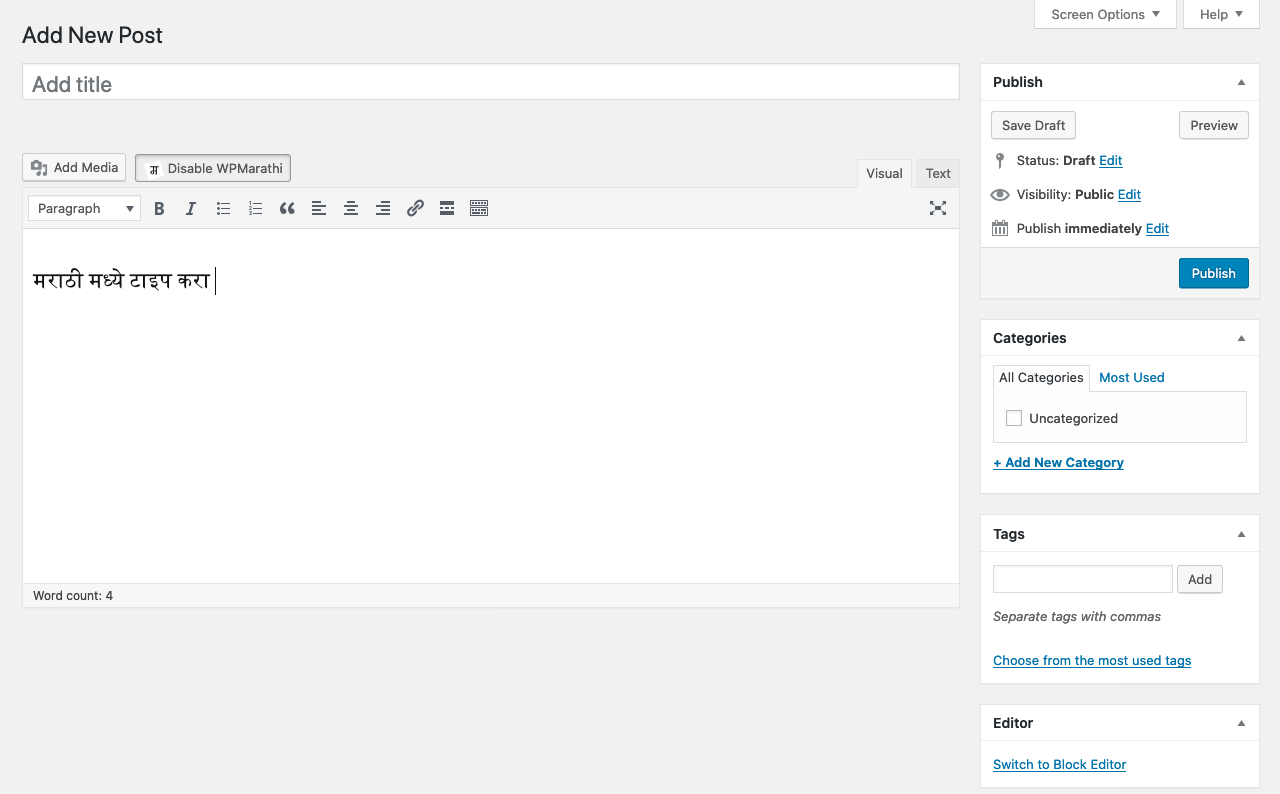 Screen Options
Help
Add New Post
Add title
Add Media
म Disable WPMarathi
Visual
Text
Paragraph
B
I
मराठी मध्ये टाइप करा
Word count: 4
Publish
Save Draft
Preview
Status: Draft Edit
Visibility: Public Edit
Publish immediately Edit
Publish
Categories
All Categories
Most Used
Uncategorized
+ Add New Category
Tags
Add
Separate tags with commas
Choose from the most used tags
Editor
Switch to Block Editor